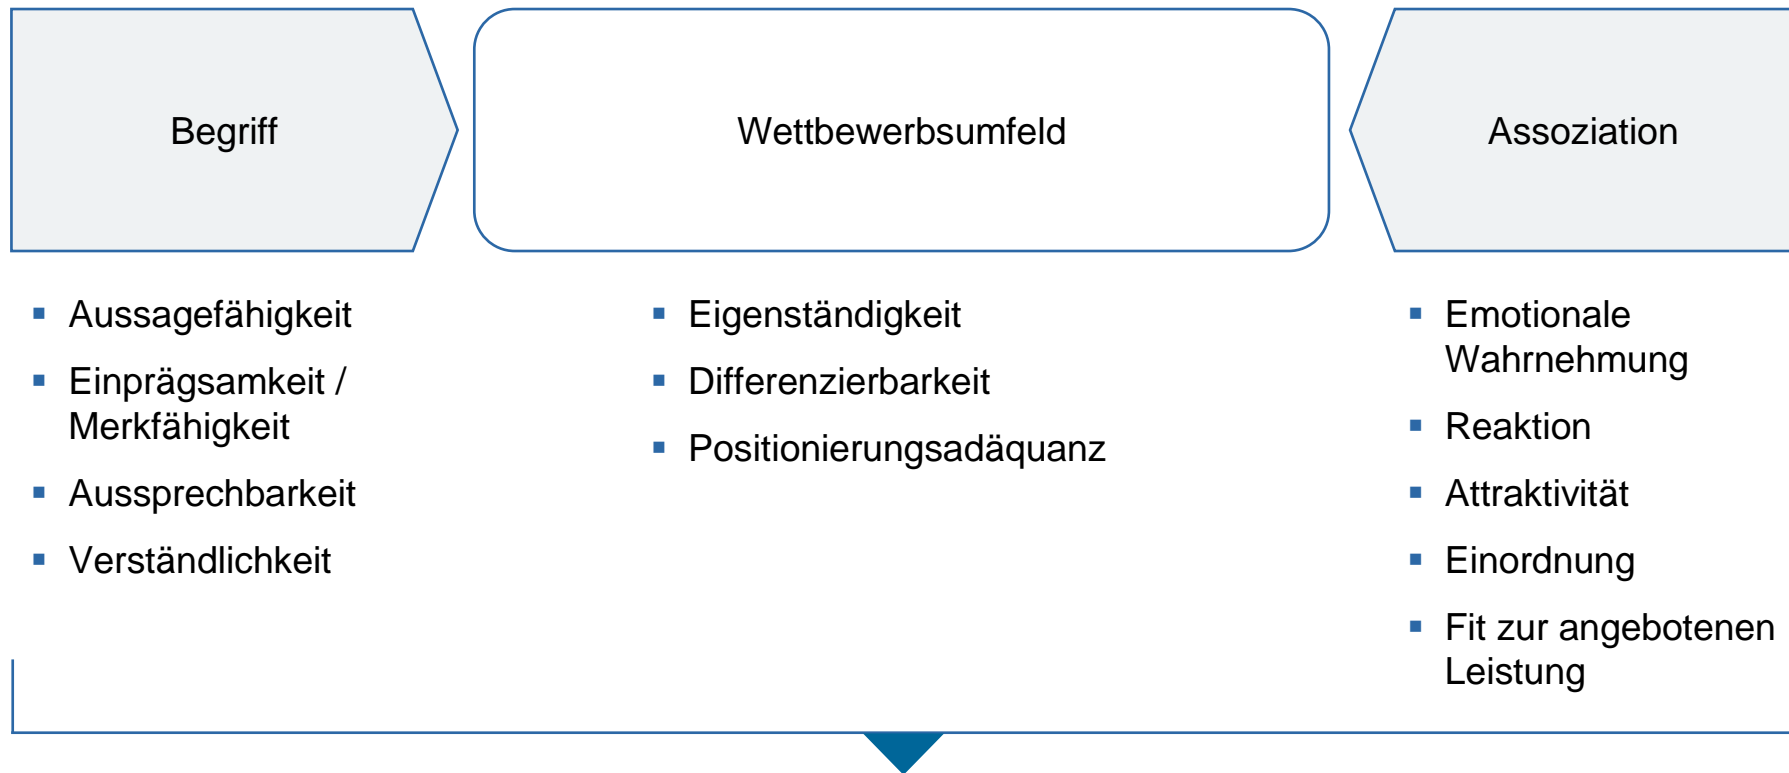 Begriff
Wettbewerbsumfeld
Assoziation
▪ Aussagefähigkeit
▪ Einprägsamkeit /
Merkfähigkeit
▪ Aussprechbarkeit
▪ Verständlichkeit
▪ Eigenständigkeit
▪ Differenzierbarkeit
▪ Positionierungsadäquanz
▪ Emotionale
Wahrnehmung
▪ Reaktion
▪ Attraktivität
▪ Einordnung
▪ Fit zur angebotenen
Leistung